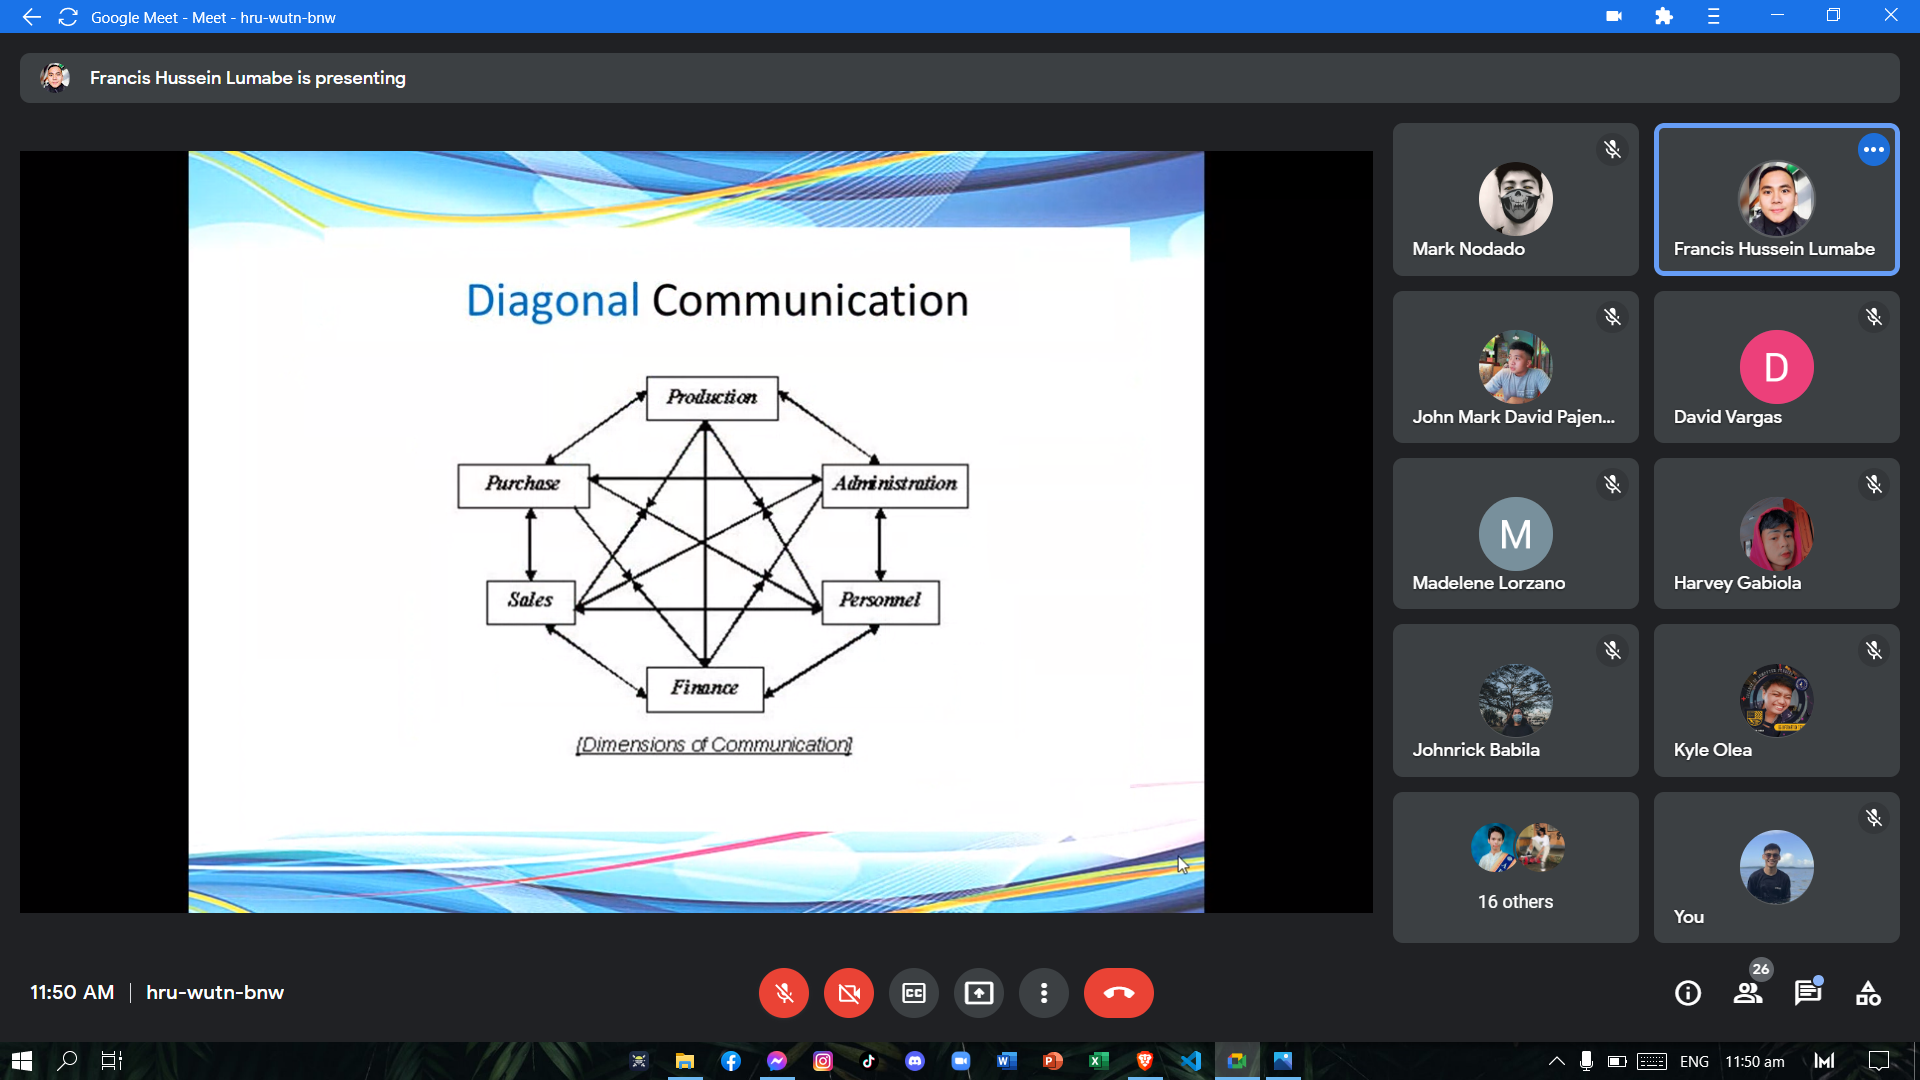 Google Meet - Meet - hru-wutn-bnw
Francis Hussein Lumabe is presenting
Diagonal Communication
Production
Purchase
Administration
Sales
Personnel
Finance
[Dimensions of Communication]
Mark Nodado
Francis Hussein Lumabe
John Mark David Pajen...
D
David Vargas
M
Madelene Lorzano
Harvey Gabiola
Johnrick Babila
Kyle Olea
16 others
You
11:50 AM | hru-wutn-bnw
CC
26
ENG
11:50 am